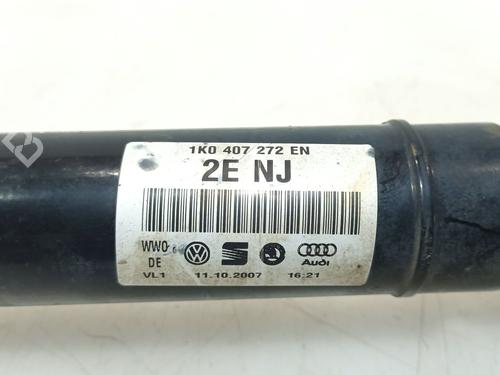 1K0 407 272 EN
2E NJ
WWO
DE
Audi
VL1 11.10.2007 16:21